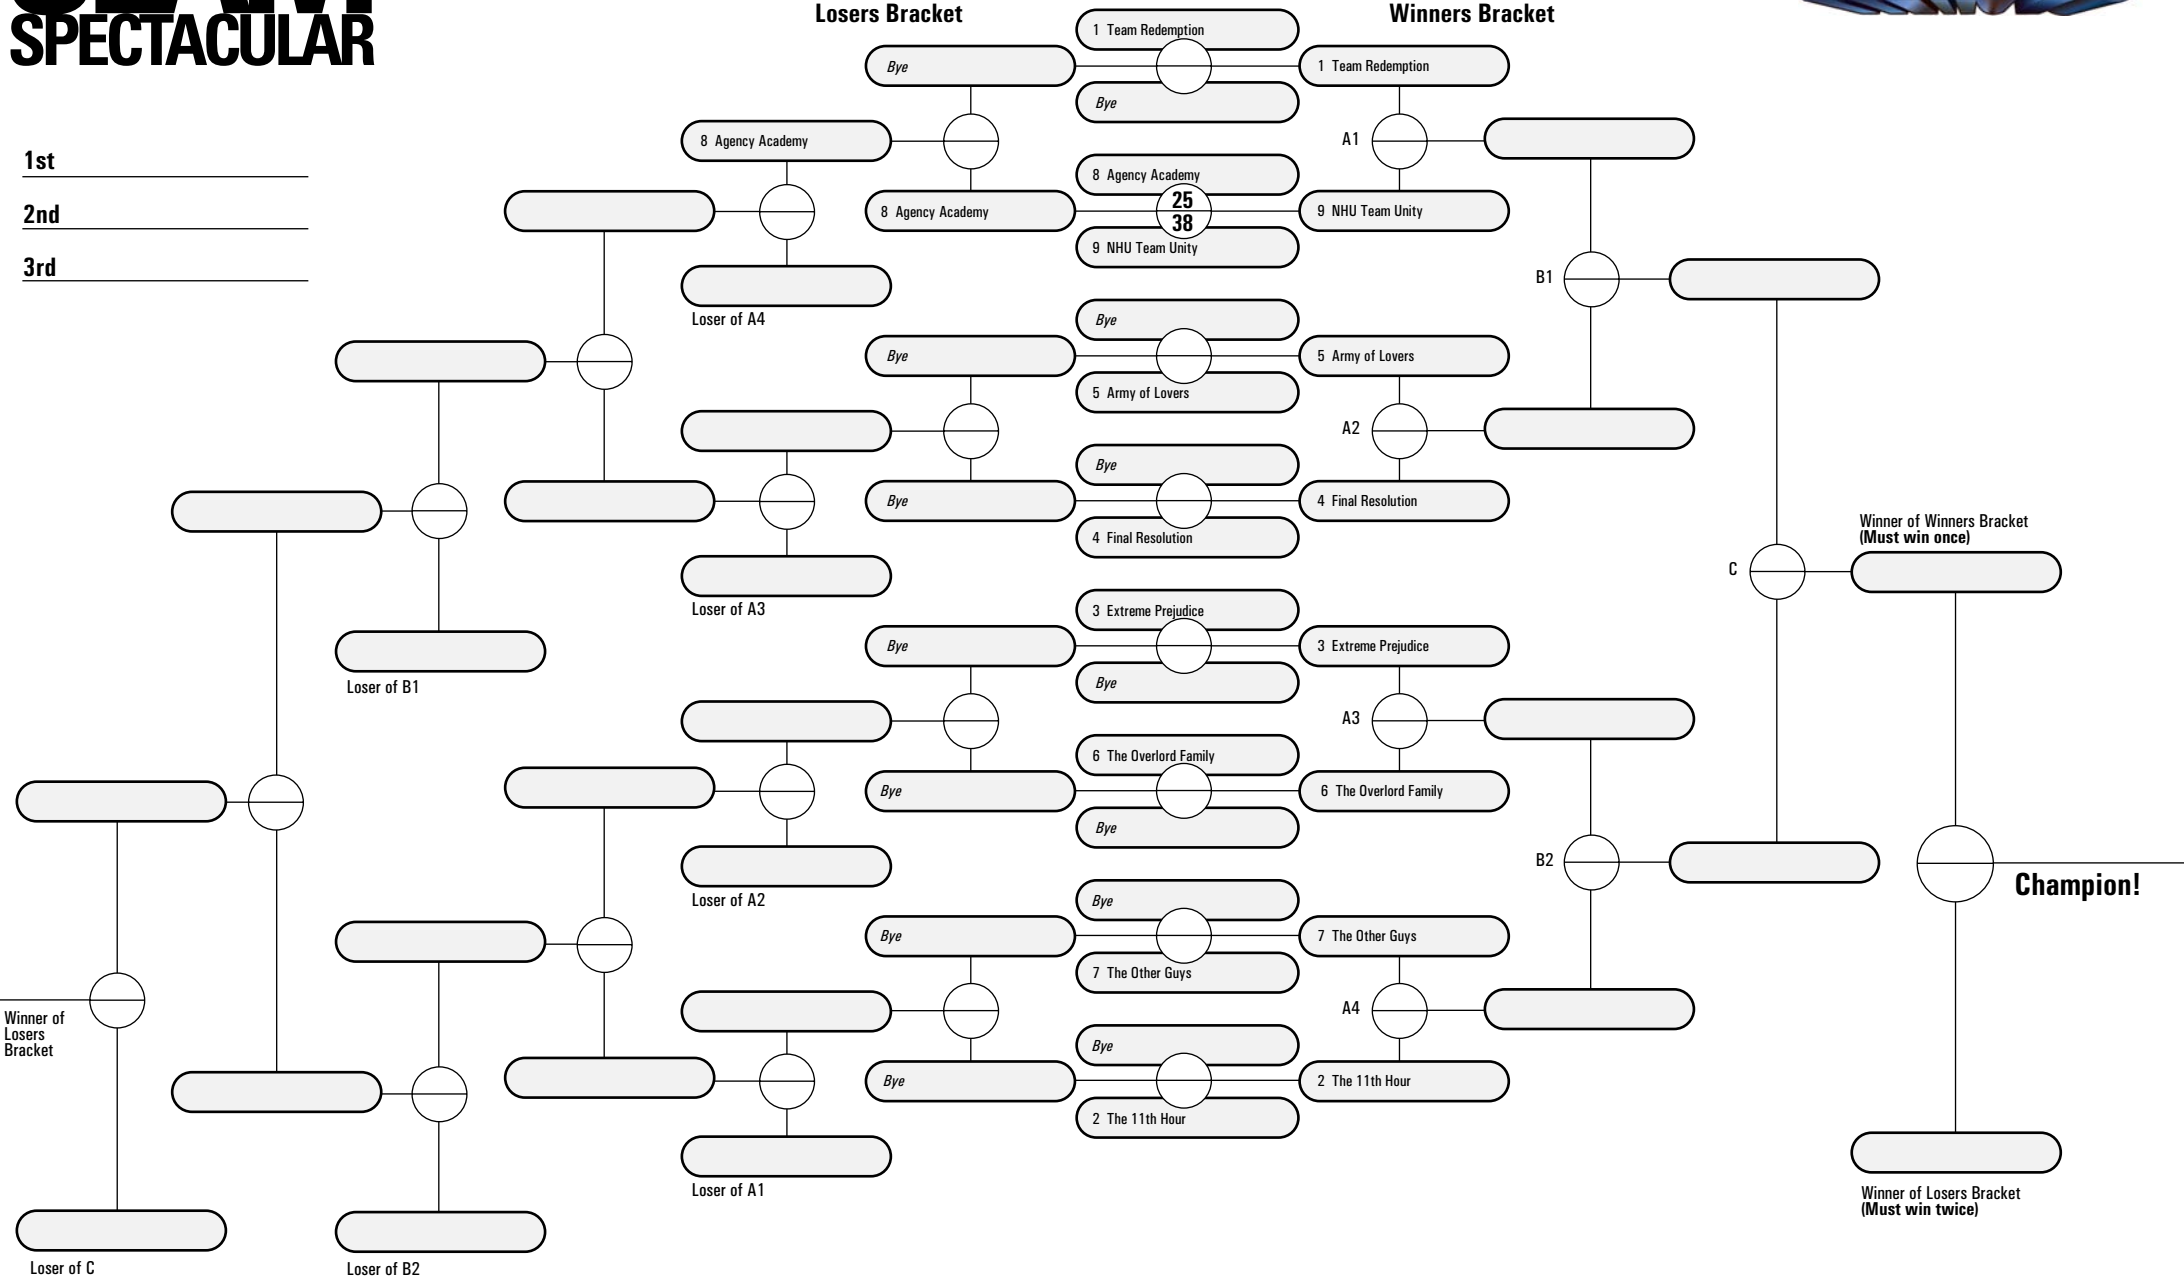 SPECTACULAR
1st
2nd
3rd
Losers Bracket
Winners Bracket
1 Team Redemption
Bye
1 Team Redemption
Bye
A1
8 Agency Academy
8 Agency Academy
8 Agency Academy
25
38
9 NHU Team Unity
9 NHU Team Unity
B1
Loser of A4
Bye
Bye
5 Army of Lovers
5 Army of Lovers
A2
Bye
Bye
4 Final Resolution
4 Final Resolution
Winner of Winners Bracket
(Must win once)
C
Loser of A3
3 Extreme Prejudice
Bye
3 Extreme Prejudice
Bye
Loser of B1
A3
6 The Overlord Family
Bye
6 The Overlord Family
Bye
B2
Champion!
Loser of A2
Bye
Bye
7 The Other Guys
7 The Other Guys
A4
Winner of
Losers
Bracket
Bye
Bye
2 The 11th Hour
2 The 11th Hour
Loser of A1
Winner of Losers Bracket
(Must win twice)
Loser of C
Loser of B2